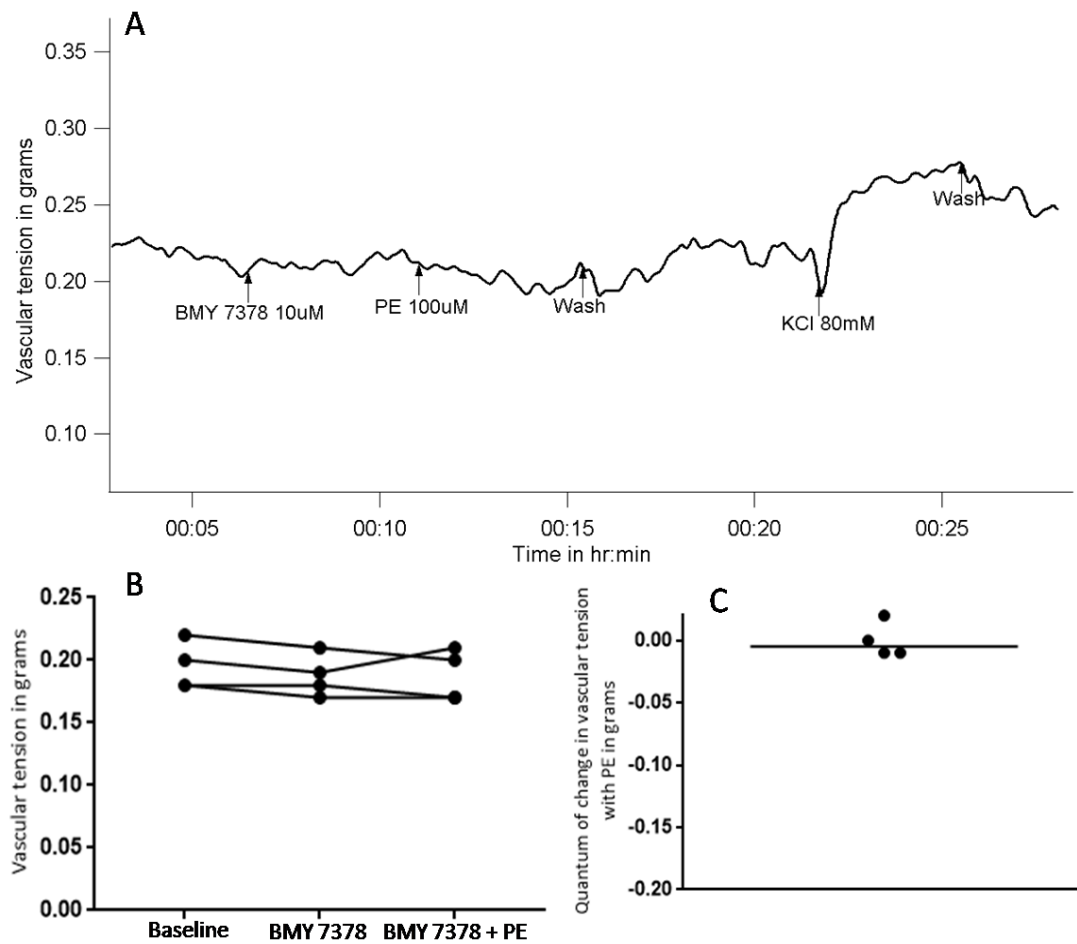 A
Vascular tension in grams
0.35
0.30
0.25
0.20
0.15
0.10
BMY 7378 10uM
PE 100uM
Wash
KCl 80mM
Wash
00:05 00:10 00:15 00:20 00:25
Time in hr:min
B
Vascular tension in grams
0.25
0.20
0.15
0.10
0.05
0.00
Baseline BMY 7378 BMY 7378 + PE
C
Quantum of change in vascular tension
with PE in grams
0.00
-0.05
-0.10
-0.15
-0.20